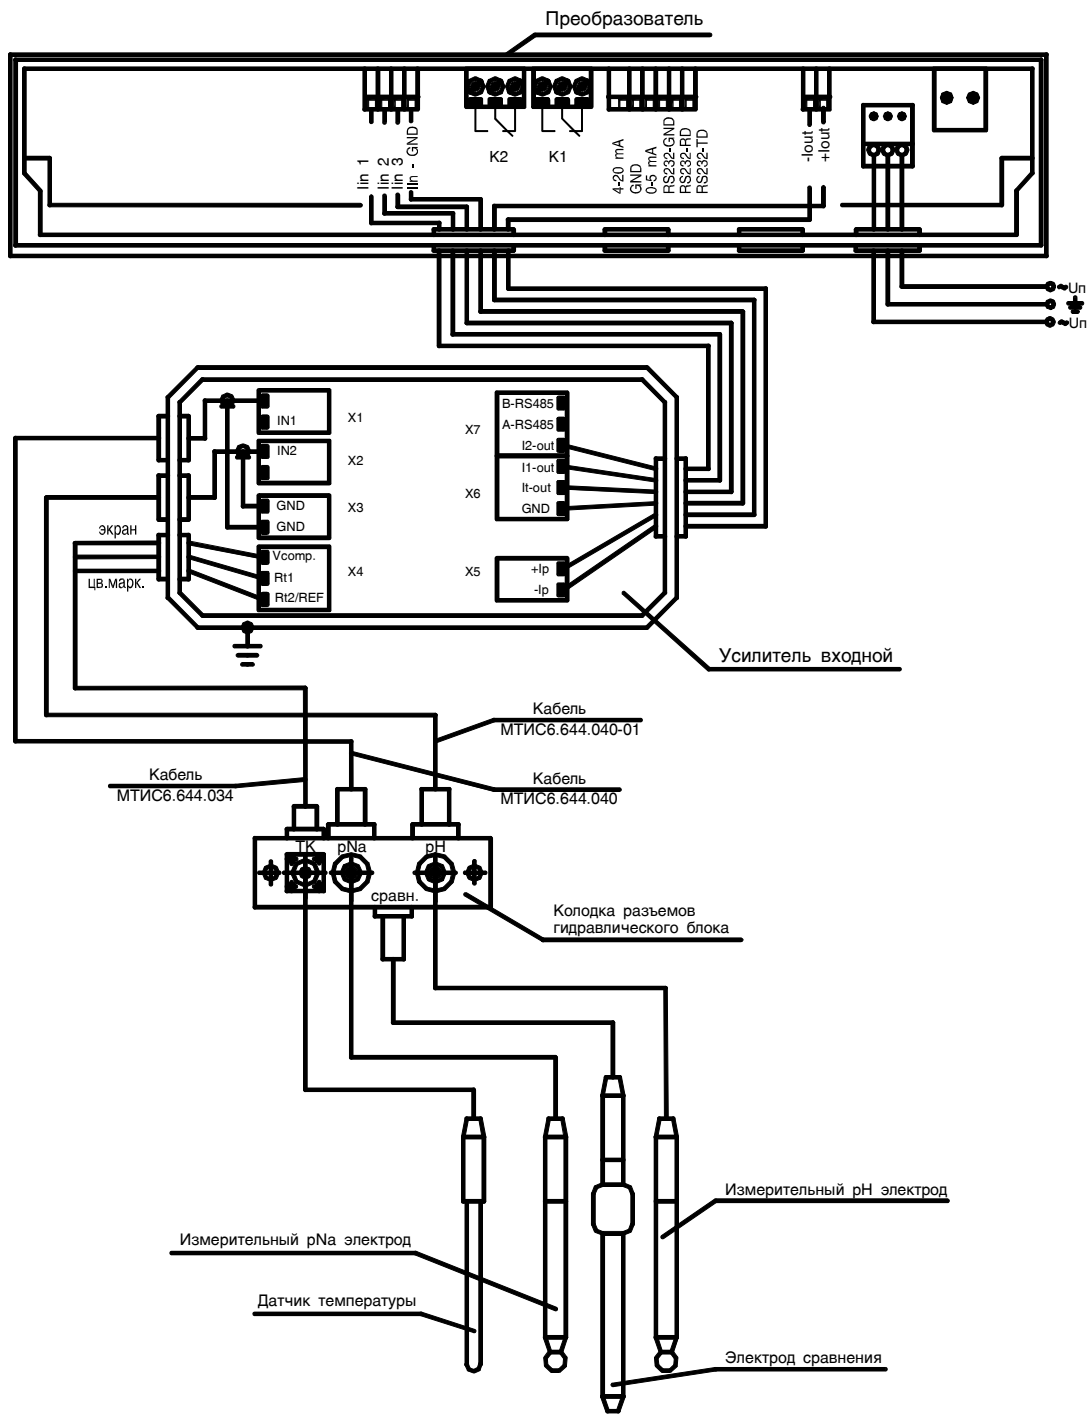 Преобразователь
Iin 1
Iin 2
Iin 3
IIn - GND
K2
K1
4-20 mA
GND
0-5 mA
RS232-GND
RS232-RD
RS232-TD
-Iout
+Iout
~Uп
~Uп
IN1
X1
IN2
X2
GND
GND
X3
Vcomp.
Rt1
Rt2/REF
X4
B-RS485
A-RS485
I2-out
X7
I1-out
It-out
GND
X6
+Ip
-Ip
X5
экран
цв.марк.
Усилитель входной
Кабель
МТИС6.644.040-01
Кабель
МТИС6.644.034
Кабель
МТИС6.644.040
ТК
pNa
pH
сравн.
Колодка разъемов
гидравлического блока
Измерительный pH электрод
Измерительный pNa электрод
Датчик температуры
Электрод сравнения